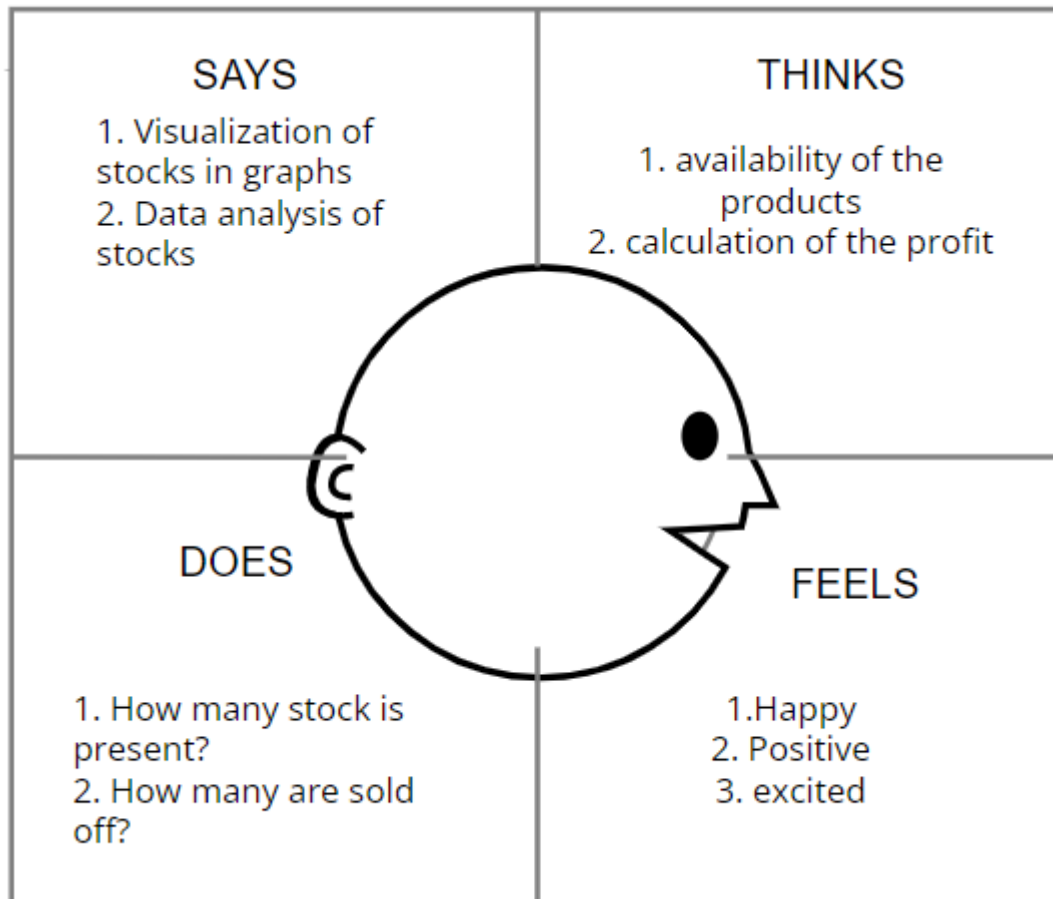 SAYS
1. Visualization of
stocks in graphs
2. Data analysis of
stocks
THINKS
1. availability of the
products
2. calculation of the profit
DOES
1. How many stock is
present?
2. How many are sold
off?
FEELS
1.Happy
2. Positive
3. excited